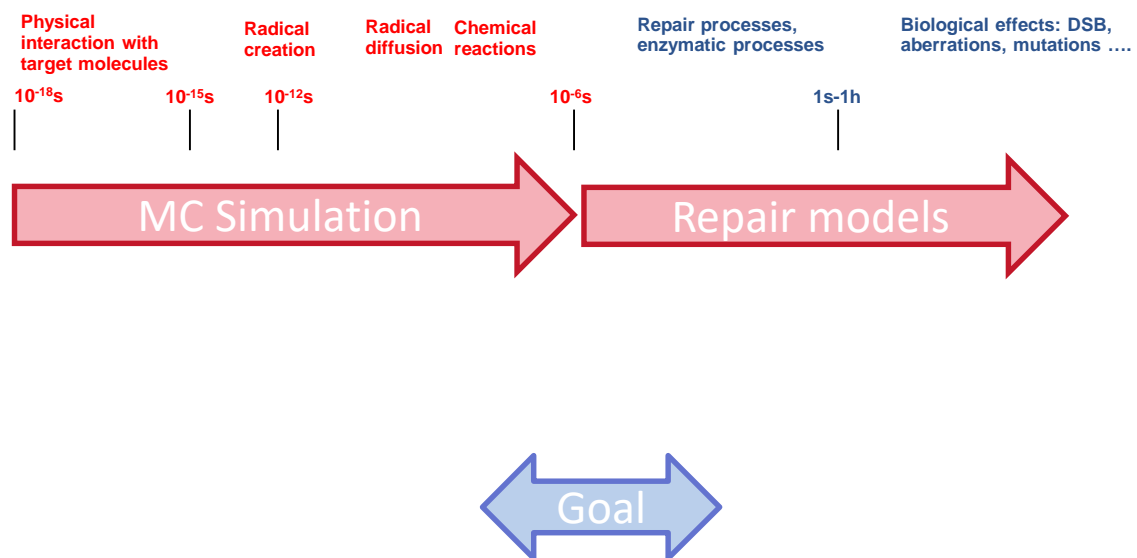 Physical
interaction with
target molecules
Radical
creation
Radical
diffusion
Chemical
reactions
Repair processes,
enzymatic processes
Biological effects: DSB,
aberrations, mutations ….
10⁻¹⁸s
10⁻¹⁵s
10⁻¹²s
10⁻⁶s
1s-1h
MC Simulation
Repair models
Goal